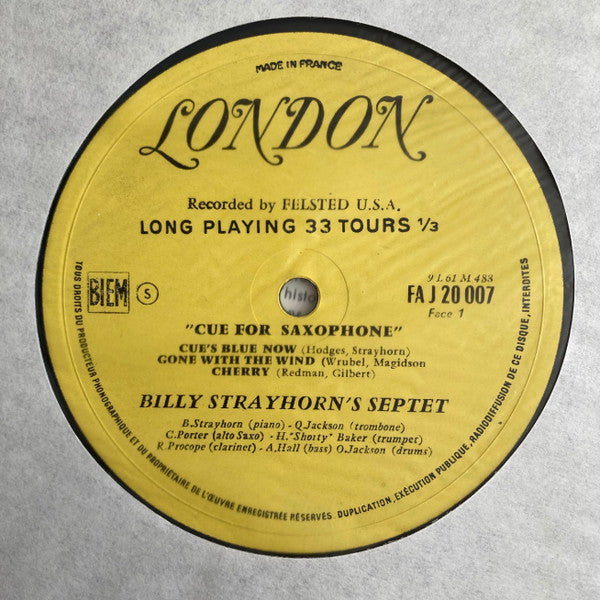 MADE IN FRANCE
LONDON
Recorded by FELSTED U.S.A.
LONG PLAYING 33 TOURS 1/3
BIEM
S
9 L 61 M 488
FA J 20 007
Face 1
"CUE FOR SAXOPHONE"
CUE'S BLUE NOW (Hodges, Strayhorn)
GONE WITH THE WIND (Wrubel, Magidson
CHERRY (Redman, Gilbert)
BILLY STRAYHORN'S SEPTET
B.Strayhorn (piano) - Q.Jackson (trombone)
C.Porter (alto Saxo) - H."Shorty" Baker (trumpet)
R.Procope (clarinet) - A.Hall (bass) O.Jackson (drums)
TOUS DROITS DU PRODUCTEUR PHONOGRAPHIQUE ET DU PROPRIÉTAIRE DE L'ŒUVRE ENREGISTRÉE RÉSERVÉS DUPLICATION, EXÉCUTION PUBLIQUE, RADIODIFFUSION DE CE DISQUE, INTERDITES